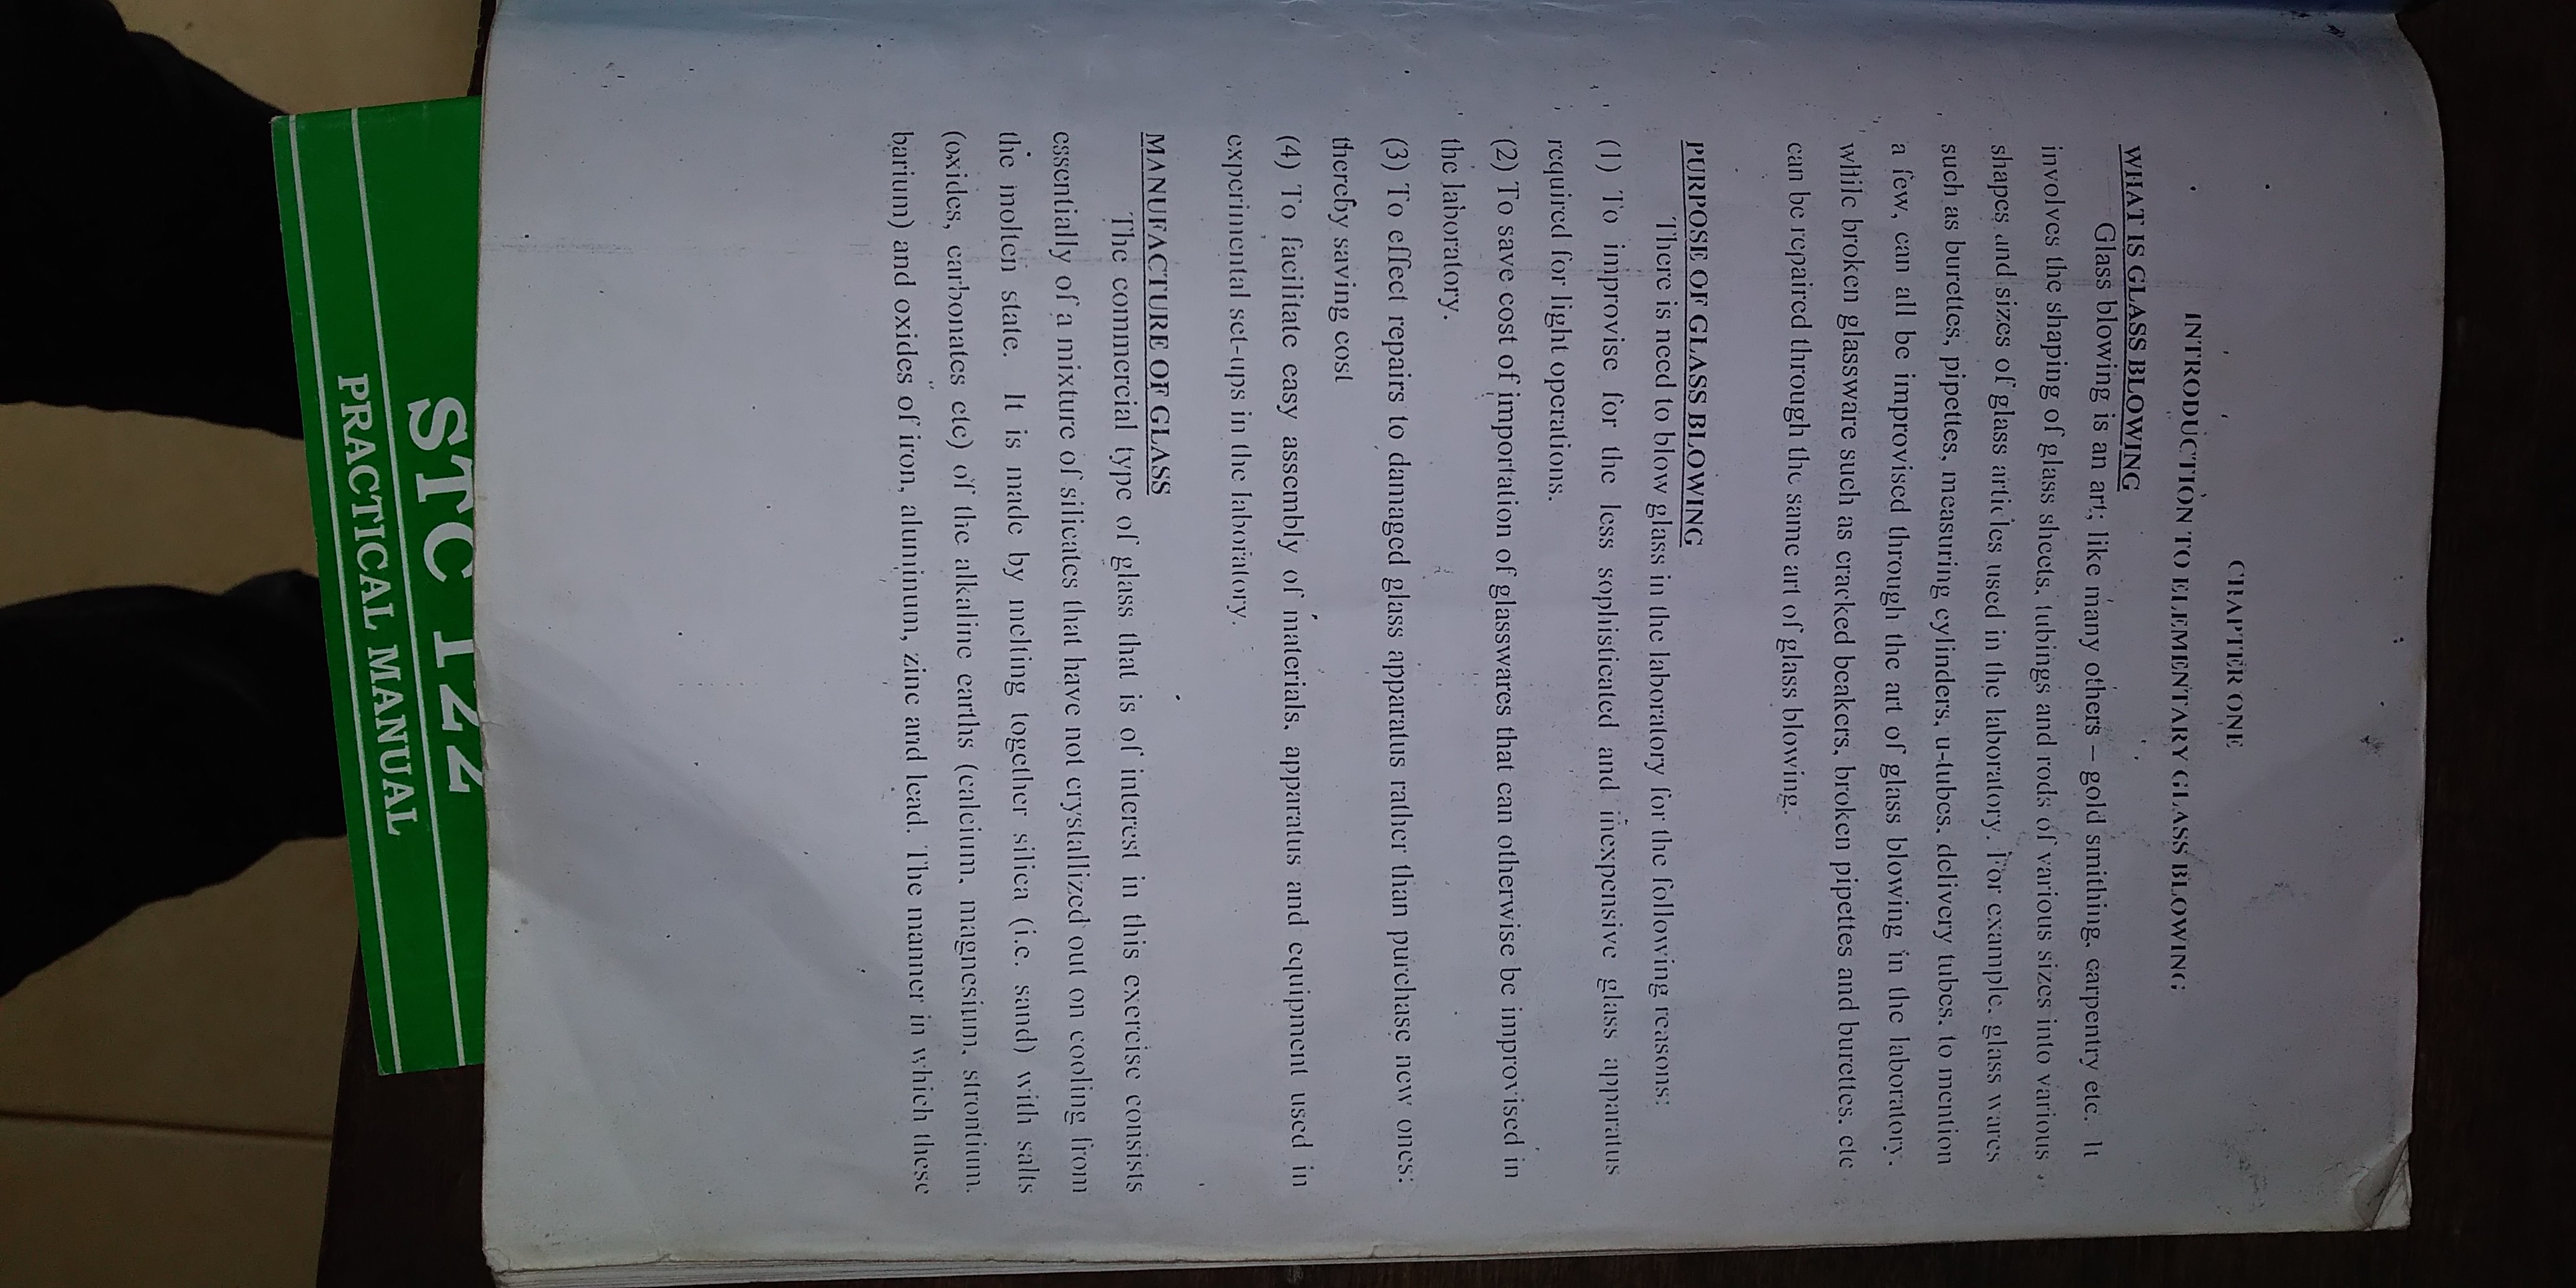 CHAPTER ONE
INTRODUCTION TO ELEMENTARY GLASS BLOWING
WHAT IS GLASS BLOWING
Glass blowing is an art; like many others – gold smithing, carpentry etc. It
involves the shaping of glass sheets, tubings and rods of various sizes into various
shapes and sizes of glass articles used in the laboratory. For example, glass wares
such as burettes, pipettes, measuring cylinders, u-tubes, delivery tubes, to mention
a few, can all be improvised through the art of glass blowing in the laboratory,
while broken glassware such as cracked beakers, broken pipettes and burettes, etc
can be repaired through the same art of glass blowing.
PURPOSE OF GLASS BLOWING
There is need to blow glass in the laboratory for the following reasons:
(1) To improvise for the less sophisticated and inexpensive glass apparatus
required for light operations.
(2) To save cost of importation of glasswares that can otherwise be improvised in
the laboratory.
(3) To effect repairs to damaged glass apparatus rather than purchase new ones:
thereby saving cost
(4) To facilitate easy assembly of materials, apparatus and equipment used in
experimental set-ups in the laboratory.
MANUFACTURE OF GLASS
The commercial type of glass that is of interest in this exercise consists
essentially of a mixture of silicates that have not crystallized out on cooling from
the molten state. It is made by melting together silica (i.e. sand) with salts
(oxides, carbonates etc) of the alkaline earths (calcium, magnesium, strontium,
barium) and oxides of iron, aluminum, zinc and lead. The manner in which these
STC
PRACTICAL MANUAL